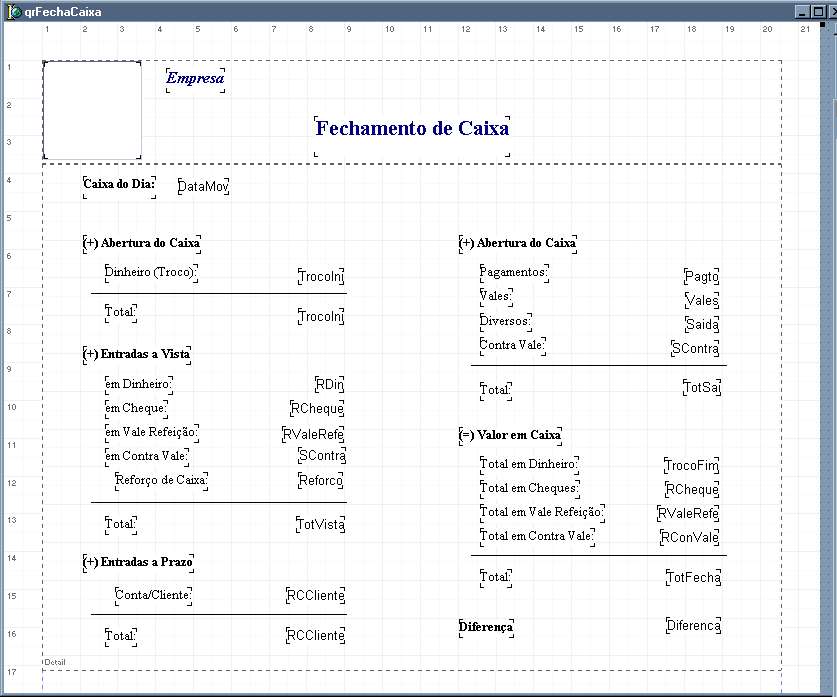 qrFechaCaixa
1 2 3 4 5 6 7 8 9 10 11 12 13 14 15 16 17 18 19 20 21
1
Empresa
2
Fechamento de Caixa
3
4
Caixa do Dia: DataMov
5
(+) Abertura do Caixa
6
Dinheiro (Troco): TrocoIni
7
Total: TrocoIni
8
(+) Entradas a Vista
9
em Dinheiro: RDin
10
em Cheque: RCheque
em Vale Refeição: RValeRefe
11
em Contra Vale: SContra
12
Reforço de Caixa: Reforco
13
Total: TotVista
14
(+) Entradas a Prazo
15
Conta/Cliente: RCCliente
16
Total: RCCliente
Detail
17
(+) Abertura do Caixa
Pagamentos: Pagto
Vales: Vales
Diversos: Saida
Contra Vale: SContra
Total: TotSai
(=) Valor em Caixa
Total em Dinheiro: TrocoFim
Total em Cheques: RCheque
Total em Vale Refeição: RValeRefe
Total em Contra Vale: RConVale
Total: TotFecha
Diferença Diferenca